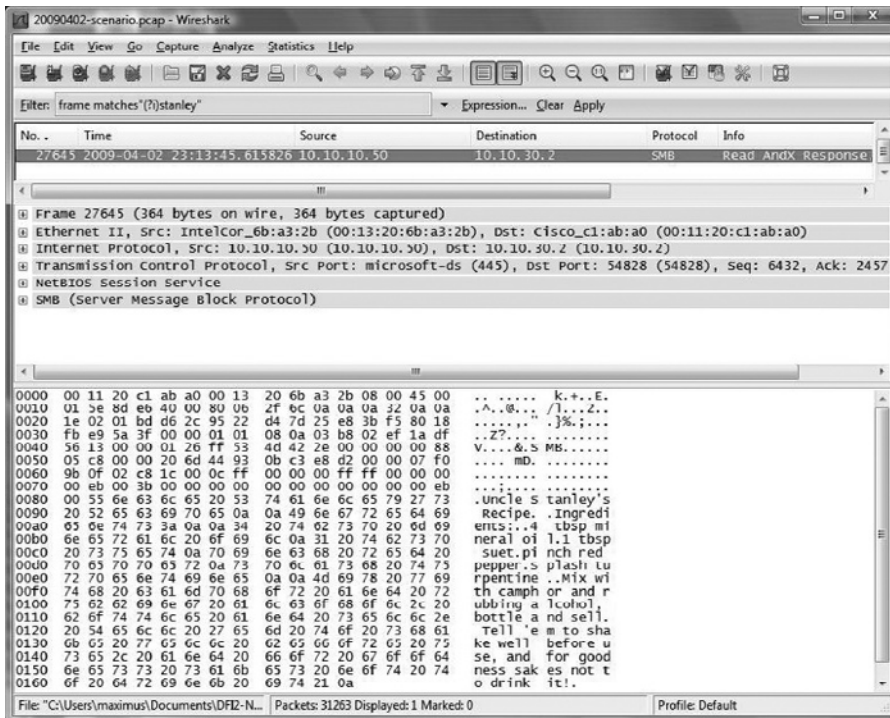 20090402-scenario.pcap - Wireshark
File Edit View Go Capture Analyze Statistics Help
Filter: frame matches"(?i)stanley" Expression... Clear Apply
No. . Time Source Destination Protocol Info
27645 2009-04-02 23:13:45.615826 10.10.10.50 10.10.30.2 SMB Read AndX Response
Frame 27645 (364 bytes on wire, 364 bytes captured)
Ethernet II, Src: IntelCor_6b:a3:2b (00:13:20:6b:a3:2b), Dst: Cisco_c1:ab:a0 (00:11:20:c1:ab:a0)
Internet Protocol, Src: 10.10.10.50 (10.10.10.50), Dst: 10.10.30.2 (10.10.30.2)
Transmission Control Protocol, Src Port: microsoft-ds (445), Dst Port: 54828 (54828), Seq: 6432, Ack: 2457
NetBIOS Session Service
SMB (Server Message Block Protocol)
0000 00 11 20 c1 ab a0 00 13 20 6b a3 2b 08 00 45 00 .. ..... k.+..E.
0010 01 5e 8d e6 40 00 80 06 2f 6c 0a 0a 0a 32 0a 0a .^..@... /l...2..
0020 1e 02 01 bd d6 2c 95 22 d4 7d 25 e8 3b f5 80 18 .....,." .}%.;...
0030 fb e9 5a 3f 00 00 01 01 08 0a 03 b8 02 ef 1a df ..Z?.... ........
0040 56 13 00 00 01 26 ff 53 4d 42 2e 00 00 00 00 88 V....&.S MB......
0050 05 c8 00 00 20 6d 44 93 0b c3 e8 d2 00 00 07 f0 .... mD. ........
0060 9b 0f 02 c8 1c 00 0c ff 00 00 00 00 ff ff 00 00 ........ ........
0070 00 eb 00 3b 00 00 00 00 00 00 00 00 00 00 00 eb ...;.... ........
0080 00 55 6e 63 6c 65 20 53 74 61 6e 6c 65 79 27 73 .Uncle S tanley's
0090 20 52 65 63 69 70 65 0a 0a 49 6e 67 72 65 64 69 Recipe. .Ingredi
00a0 65 6e 74 73 3a 0a 0a 34 20 74 62 73 70 20 6d 69 ents:..4 tbsp mi
00b0 6e 65 72 61 6c 20 6f 69 6c 0a 31 20 74 62 73 70 neral oi l.1 tbsp
00c0 20 73 75 65 74 0a 70 69 6e 63 68 20 72 65 64 20 suet.pi nch red
00d0 70 65 70 70 65 72 0a 73 70 6c 61 73 68 20 74 75 pepper.s plash tu
00e0 72 70 65 6e 74 69 6e 65 0a 0a 4d 69 78 20 77 69 rpentine ..Mix wi
00f0 74 68 20 63 61 6d 70 68 6f 72 20 61 6e 64 20 72 th camph or and r
0100 75 62 62 69 6e 67 20 61 6c 63 6f 68 6f 6c 2c 20 ubbing a lcohol,
0110 62 6f 74 74 6c 65 20 61 6e 64 20 73 65 6c 6c 2e bottle a nd sell.
0120 20 54 65 6c 6c 20 27 65 6d 20 74 6f 20 73 68 61 Tell 'e m to sha
0130 6b 65 20 77 65 6c 6c 20 62 65 66 6f 72 65 20 75 ke well before u
0140 73 65 2c 20 61 6e 64 20 66 6f 72 20 67 6f 6f 64 se, and for good
0150 6e 65 73 73 20 73 61 6b 65 73 20 6e 6f 74 20 74 ness sak es not t
0160 6f 20 64 72 69 6e 6b 20 69 74 21 0a o drink it!.
File: "C:\Users\maximus\Documents\DFI2-N... Packets: 31263 Displayed: 1 Marked: 0 Profile: Default